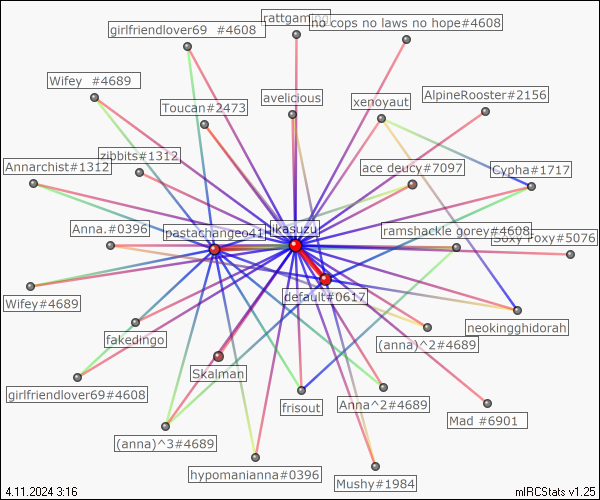 rattgaming
girlfriendlover69 #4608
no cops no laws no hope#4608
Wifey #4689
Toucan#2473
avelicious
xenoyaut
AlpineRooster#2156
zibbits#1312
Annarchist#1312
ace deucy#7097
Cypha#1717
Anna.#0396
pastachangeo41
ikasuzu
ramshackle gorey#4608
Foxy#5076
default#0617
Wifey#4689
fakedingo
(anna)^2#4689
neokingghidorah
Skalman
girlfriendlover69#4608
frisout
Anna^2#4689
Mad #6901
(anna)^3#4689
hypomanianna#0396
Mushy#1984
4.11.2024 3:16
mIRCStats v1.25